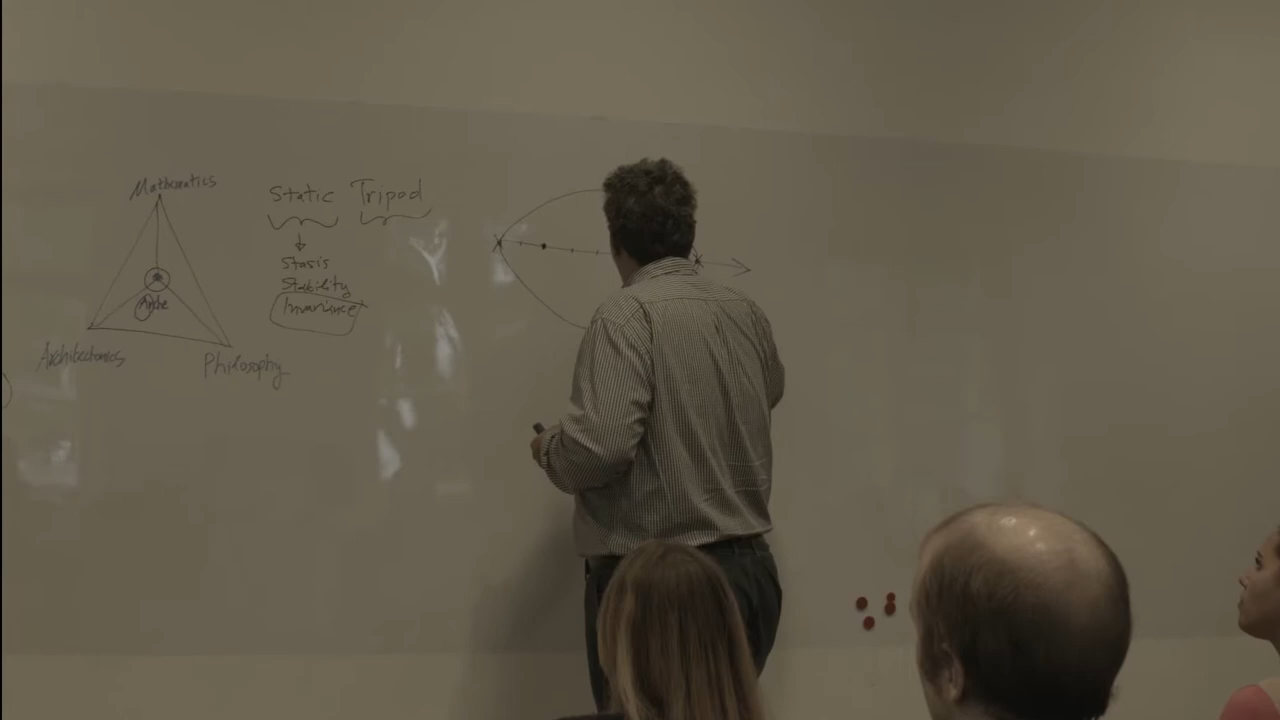 Mathematics
Arche
Architectonics
Philosophy
Static Tripod
Stasis
Stability
Invariance